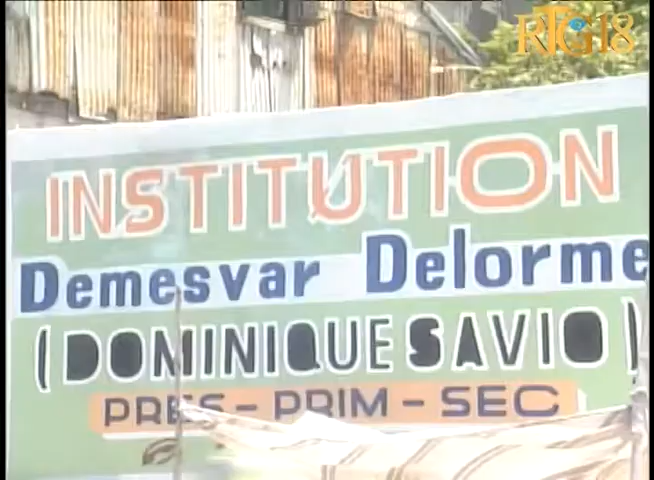 RTG18
INSTITUTION
Demesvar Delorme
(DOMINIQUE SAVIO)
PRES - PRIM - SEC